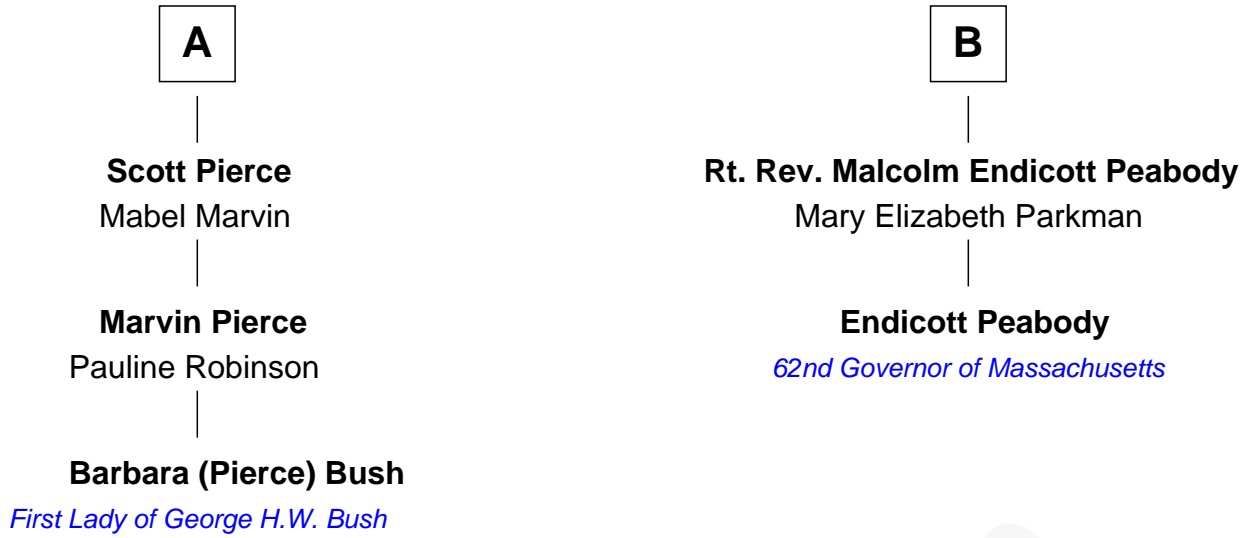 A
Scott Pierce
Mabel Marvin
Marvin Pierce
Pauline Robinson
Barbara (Pierce) Bush
First Lady of George H.W. Bush
B
Rt. Rev. Malcolm Endicott Peabody
Mary Elizabeth Parkman
Endicott Peabody
62nd Governor of Massachusetts